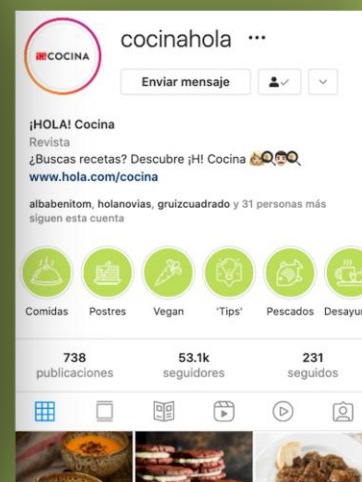 cocinahola ...
¡H!COCINA
Enviar mensaje
¡HOLA! Cocina
Revista
¿Buscas recetas? Descubre ¡H! Cocina
www.hola.com/cocina
albabenitom, holanovias, gruizcuadrado y 31 personas más
siguen esta cuenta
Comidas Postres Vegan 'Tips' Pescados Desayu
738 53.1k 231
publicaciones seguidores seguidos